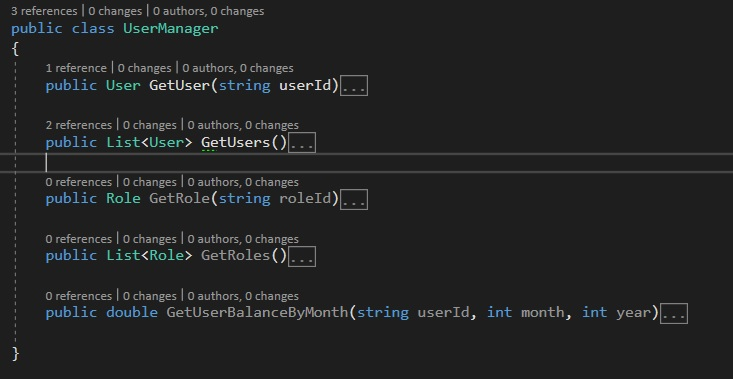 3 references | 0 changes | 0 authors, 0 changes
public class UserManager
{
1 reference | 0 changes | 0 authors, 0 changes
public User GetUser(string userId)...
2 references | 0 changes | 0 authors, 0 changes
public List<User> GetUsers()...
0 references | 0 changes | 0 authors, 0 changes
public Role GetRole(string roleId)...
0 references | 0 changes | 0 authors, 0 changes
public List<Role> GetRoles()...
0 references | 0 changes | 0 authors, 0 changes
public double GetUserBalanceByMonth(string userId, int month, int year)...
}